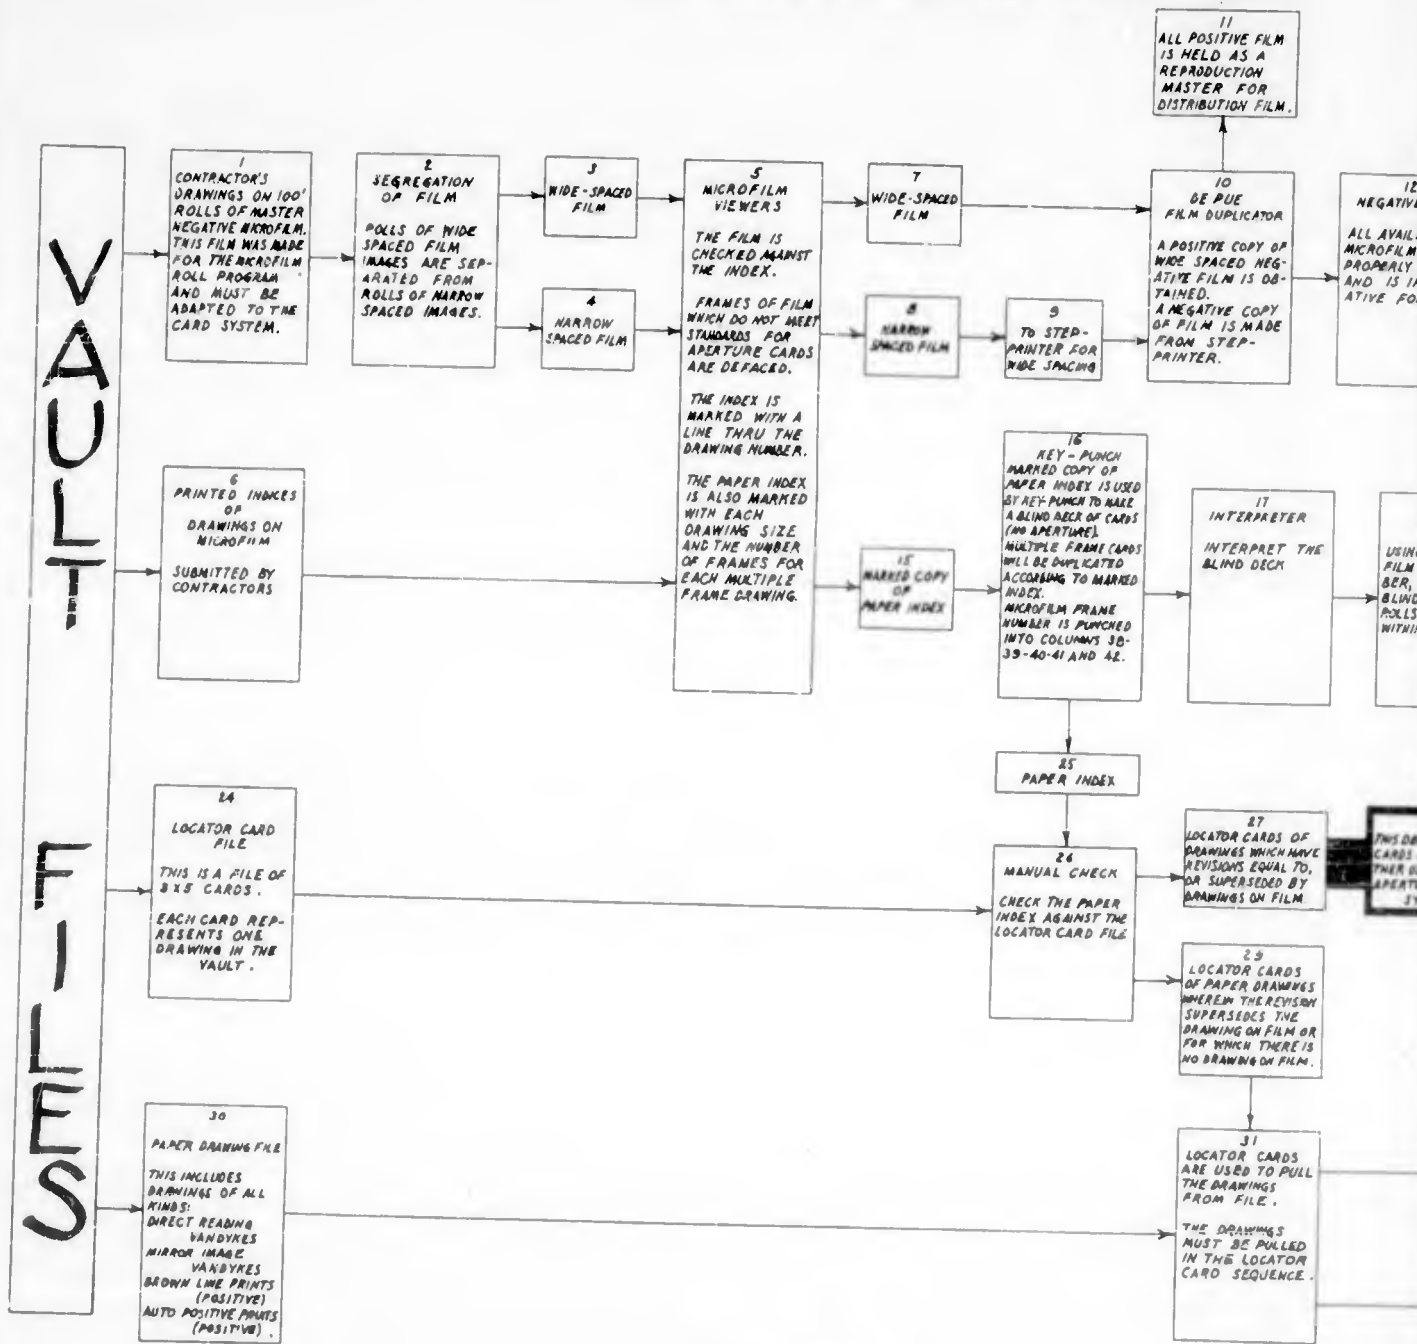 VAULT FILES
1
CONTRACTOR'S
DRAWINGS ON 100'
ROLLS OF MASTER
NEGATIVE MICROFILM.
THIS FILM WAS MADE
FOR THE MICROFILM
ROLL PROGRAM
AND MUST BE
ADAPTED TO THE
CARD SYSTEM.
2
SEGREGATION
OF FILM
ROLLS OF WIDE
SPACED FILM
IMAGES ARE SEP-
ARATED FROM
ROLLS OF NARROW
SPACED IMAGES.
3
WIDE-SPACED
FILM
4
NARROW
SPACED FILM
5
MICROFILM
VIEWERS
THE FILM IS
CHECKED AGAINST
THE INDEX.
FRAMES OF FILM
WHICH DO NOT MEET
STANDARDS FOR
APERTURE CARDS
ARE DEFACED.
THE INDEX IS
MARKED WITH A
LINE THRU THE
DRAWING NUMBER.
THE PAPER INDEX
IS ALSO MARKED
WITH EACH
DRAWING SIZE
AND THE NUMBER
OF FRAMES FOR
EACH MULTIPLE
FRAME DRAWING.
6
PRINTED INDICES
OF
DRAWINGS ON
MICROFILM
SUBMITTED BY
CONTRACTORS
7
WIDE-SPACED
FILM
8
NARROW
SPACED FILM
9
TO STEP-
PRINTER FOR
WIDE SPACING
10
DE PUE
FILM DUPLICATOR
A POSITIVE COPY OF
WIDE SPACED NEG-
ATIVE FILM IS OB-
TAINED.
A NEGATIVE COPY
OF FILM IS MADE
FROM STEP-
PRINTER.
11
ALL POSITIVE FILM
IS HELD AS A
REPRODUCTION
MASTER FOR
DISTRIBUTION FILM.
12
NEGATIVE
ALL AVAIL
MICROFILM
PROPERLY
AND IS IN
ATIVE FO
15
MARKED COPY
OF
PAPER INDEX
16
KEY-PUNCH
MARKED COPY OF
PAPER INDEX IS USED
BY KEY-PUNCH TO MAKE
A BLIND DECK OF CARDS
(NO APERTURE).
MULTIPLE FRAME CARDS
WILL BE DUPLICATED
ACCORDING TO MARKED
INDEX.
MICROFILM FRAME
NUMBER IS PUNCHED
INTO COLUMNS 38-
39-40-41 AND 42.
17
INTERPRETER
INTERPRET THE
BLIND DECK
USING
FILM
BER,
BLIND
ROLLS
WITHI
24
LOCATOR CARD
FILE
THIS IS A FILE OF
3X5 CARDS.
EACH CARD REP-
RESENTS ONE
DRAWING IN THE
VAULT.
25
PAPER INDEX
26
MANUAL CHECK
CHECK THE PAPER
INDEX AGAINST THE
LOCATOR CARD FILE
27
LOCATOR CARDS OF
DRAWINGS WHICH HAVE
REVISIONS EQUAL TO,
OR SUPERSEDED BY
DRAWINGS ON FILM
THIS DE
CARDS
THER D
APERTU
SY
29
LOCATOR CARDS
OF PAPER DRAWINGS
WHEREIN THE REVISION
SUPERSEDES THE
DRAWING ON FILM OR
FOR WHICH THERE IS
NO DRAWING ON FILM.
30
PAPER DRAWING FILE
THIS INCLUDES
DRAWINGS OF ALL
KINDS:
DIRECT READING
VANDYKES
MIRROR IMAGE
VANDYKES
BROWN LINE PRINTS
(POSITIVE)
AUTO POSITIVE PRINTS
(POSITIVE).
31
LOCATOR CARDS
ARE USED TO PULL
THE DRAWINGS
FROM FILE.
THE DRAWINGS
MUST BE PULLED
IN THE LOCATOR
CARD SEQUENCE.